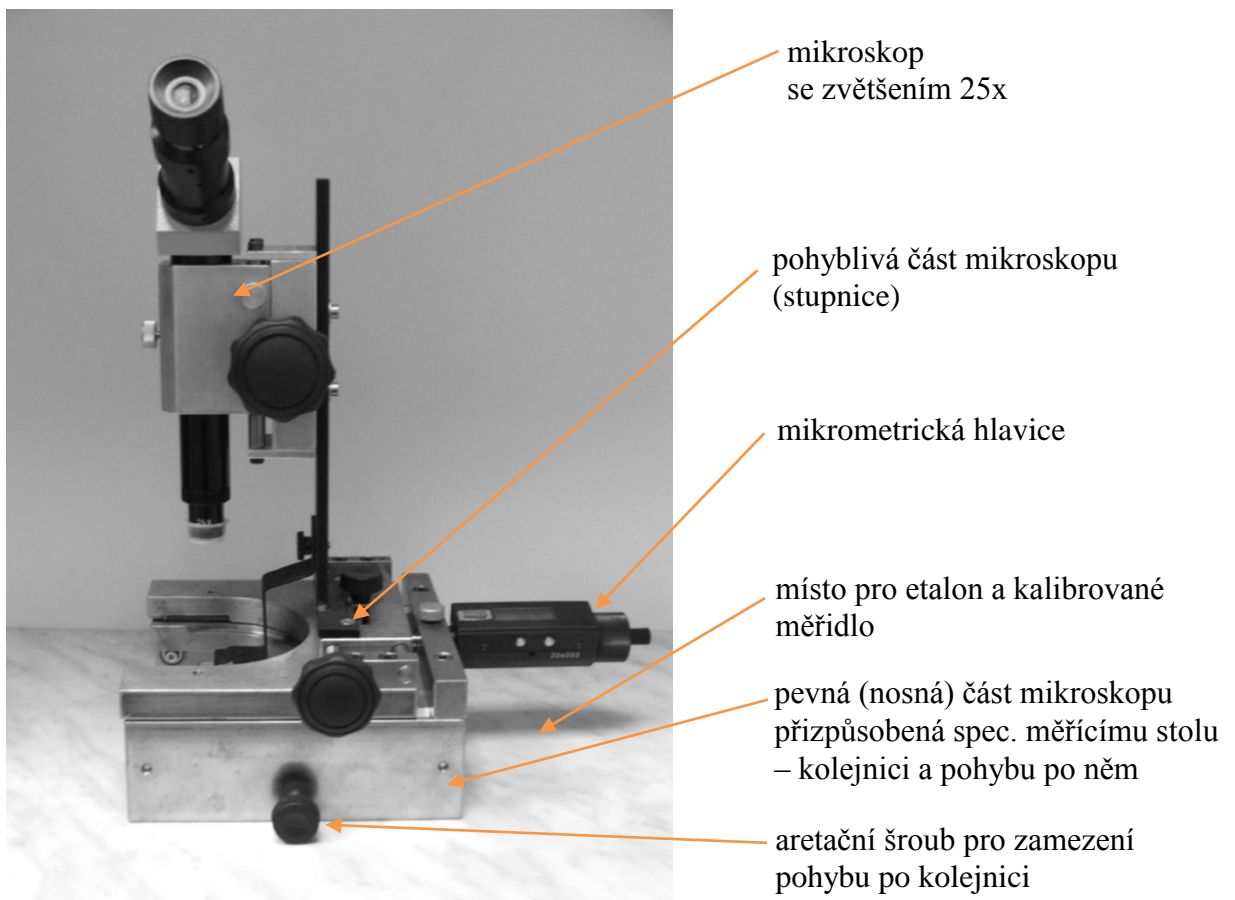 mikroskop
se zvětšením 25x
pohyblivá část mikroskopu
(stupnice)
mikrometrická hlavice
místo pro etalon a kalibrované
měřidlo
pevná (nosná) část mikroskopu
přizpůsobená spec. měřícímu stolu
– kolejnici a pohybu po něm
aretační šroub pro zamezení
pohybu po kolejnici